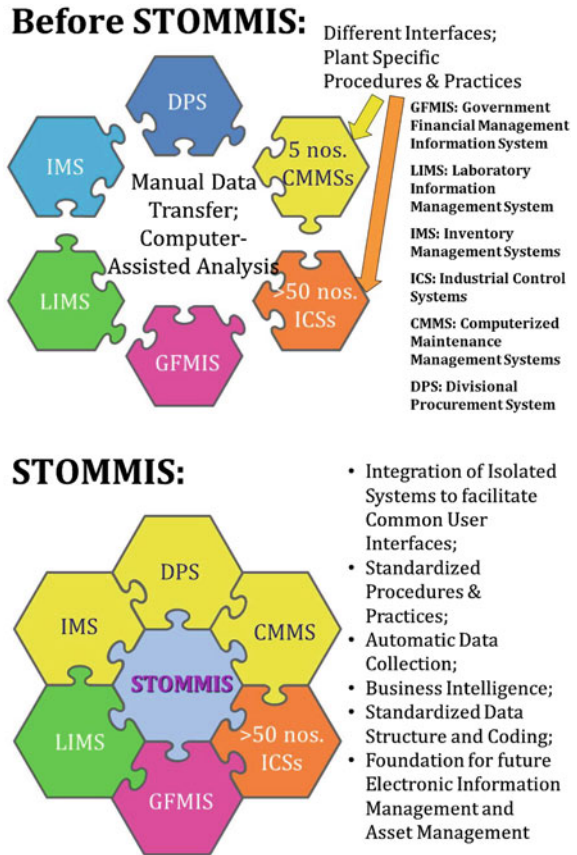 Before STOMMIS:
Different Interfaces;
Plant Specific
Procedures & Practices
DPS
IMS
5 nos.
CMMSs
Manual Data
Transfer;
Computer-
Assisted Analysis
LIMS
>50 nos.
ICSs
GFMIS
GFMIS: Government
Financial Management
Information System
LIMS: Laboratory
Information
Management System
IMS: Inventory
Management Systems
ICS: Industrial Control
Systems
CMMS: Computerized
Maintenance
Management Systems
DPS: Divisional
Procurement System
STOMMIS:
DPS
IMS
CMMS
STOMMIS
LIMS
>50 nos.
ICSs
GFMIS
• Integration of Isolated
Systems to facilitate
Common User
Interfaces;
• Standardized
Procedures &
Practices;
• Automatic Data
Collection;
• Business Intelligence;
• Standardized Data
Structure and Coding;
• Foundation for future
Electronic Information
Management and
Asset Management